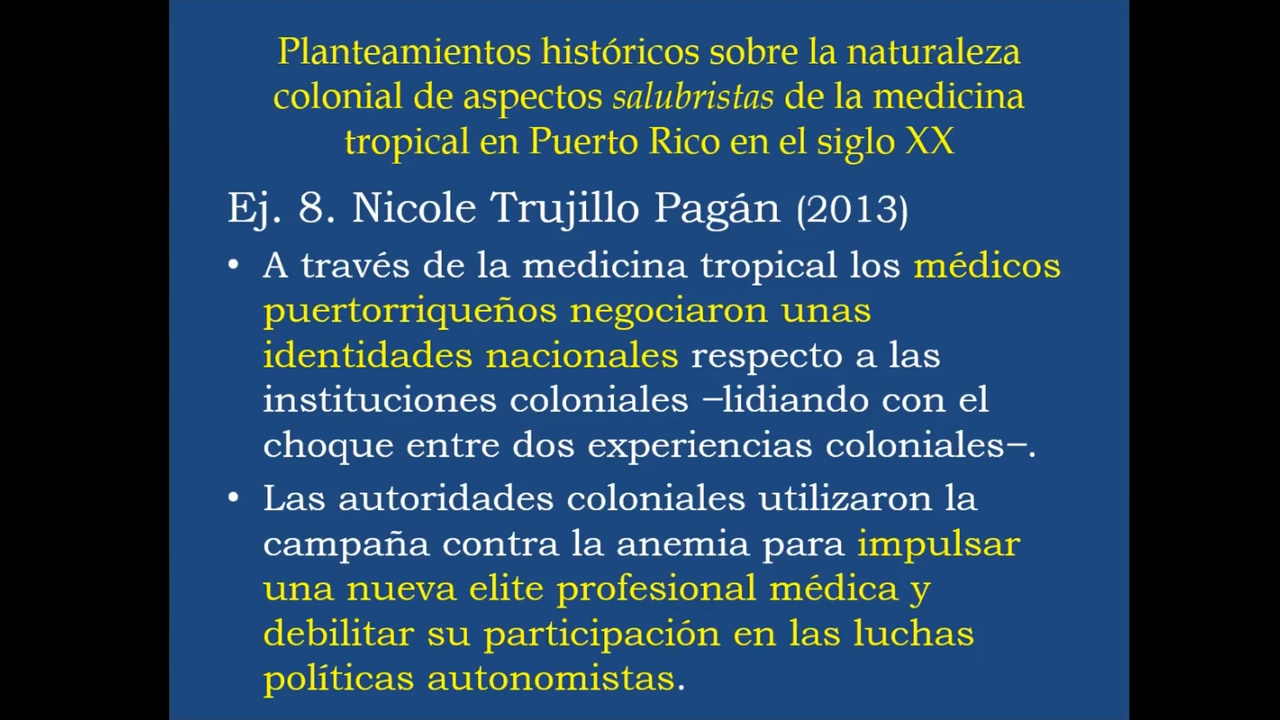 Planteamientos históricos sobre la naturaleza
colonial de aspectos salubristas de la medicina
tropical en Puerto Rico en el siglo XX
Ej. 8. Nicole Trujillo Pagán (2013)
• A través de la medicina tropical los médicos
puertorriqueños negociaron unas
identidades nacionales respecto a las
instituciones coloniales −lidiando con el
choque entre dos experiencias coloniales−.
• Las autoridades coloniales utilizaron la
campaña contra la anemia para impulsar
una nueva elite profesional médica y
debilitar su participación en las luchas
políticas autonomistas.